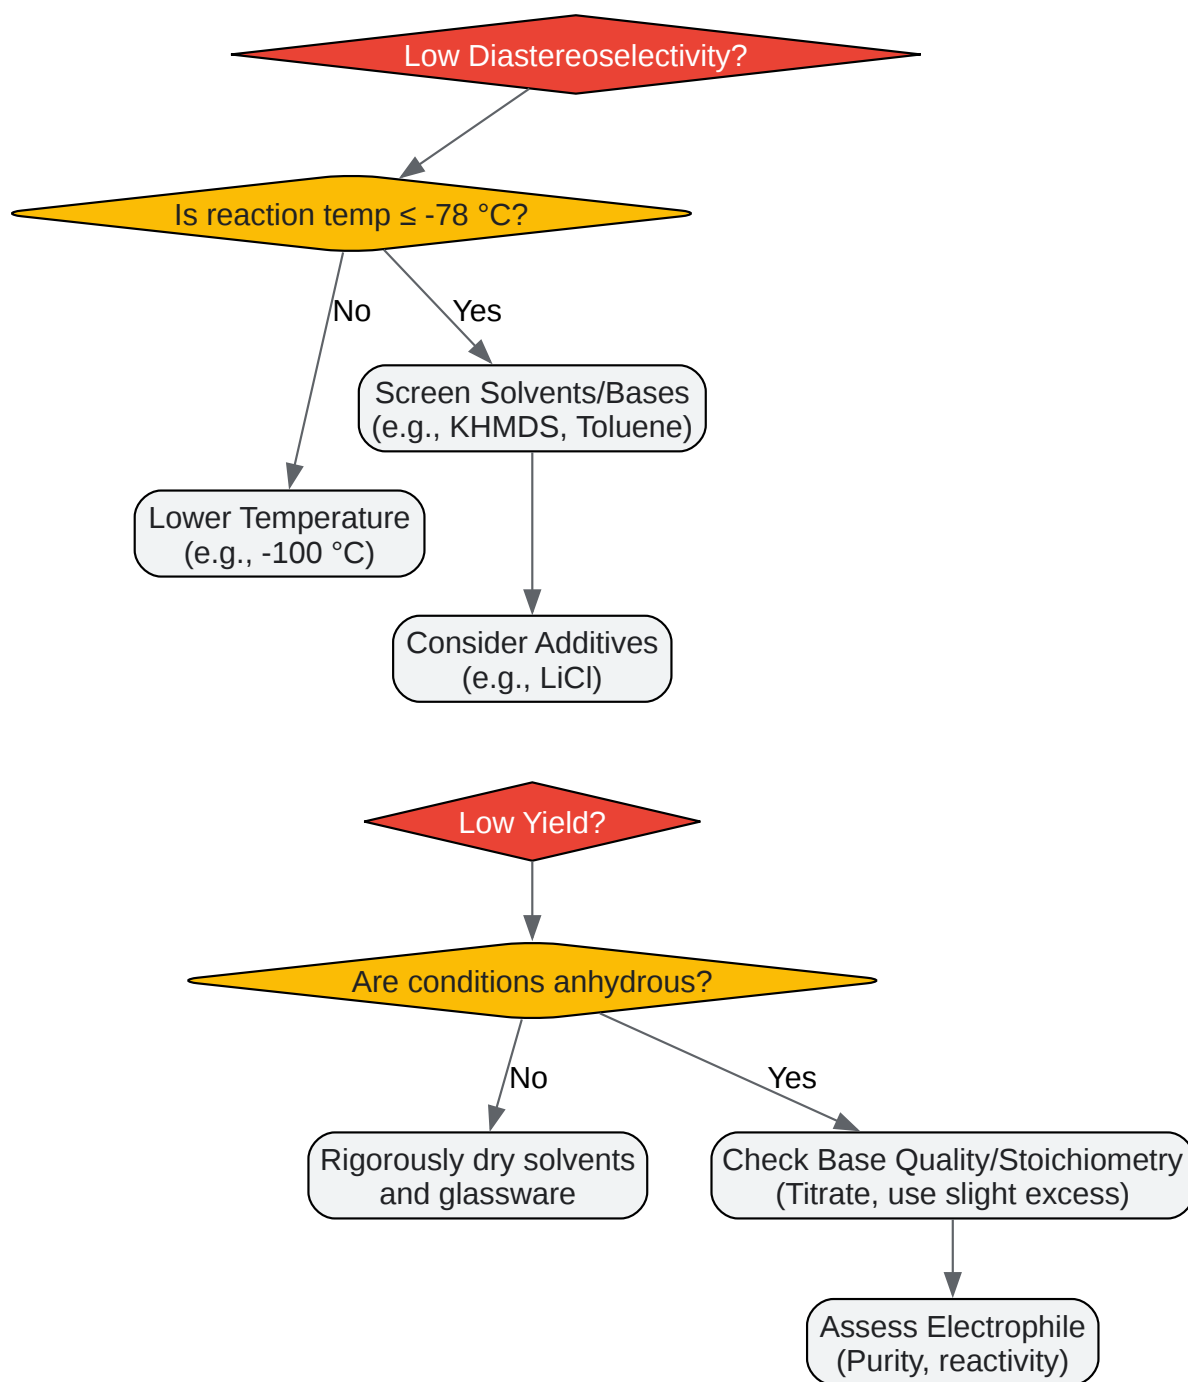 Low Diastereoselectivity?
Is reaction temp ≤ -78 °C?
No
Yes
Screen Solvents/Bases
(e.g., KHMDS, Toluene)
Lower Temperature
(e.g., -100 °C)
Consider Additives
(e.g., LiCl)
Low Yield?
Are conditions anhydrous?
No
Yes
Rigorously dry solvents
and glassware
Check Base Quality/Stoichiometry
(Titrate, use slight excess)
Assess Electrophile
(Purity, reactivity)